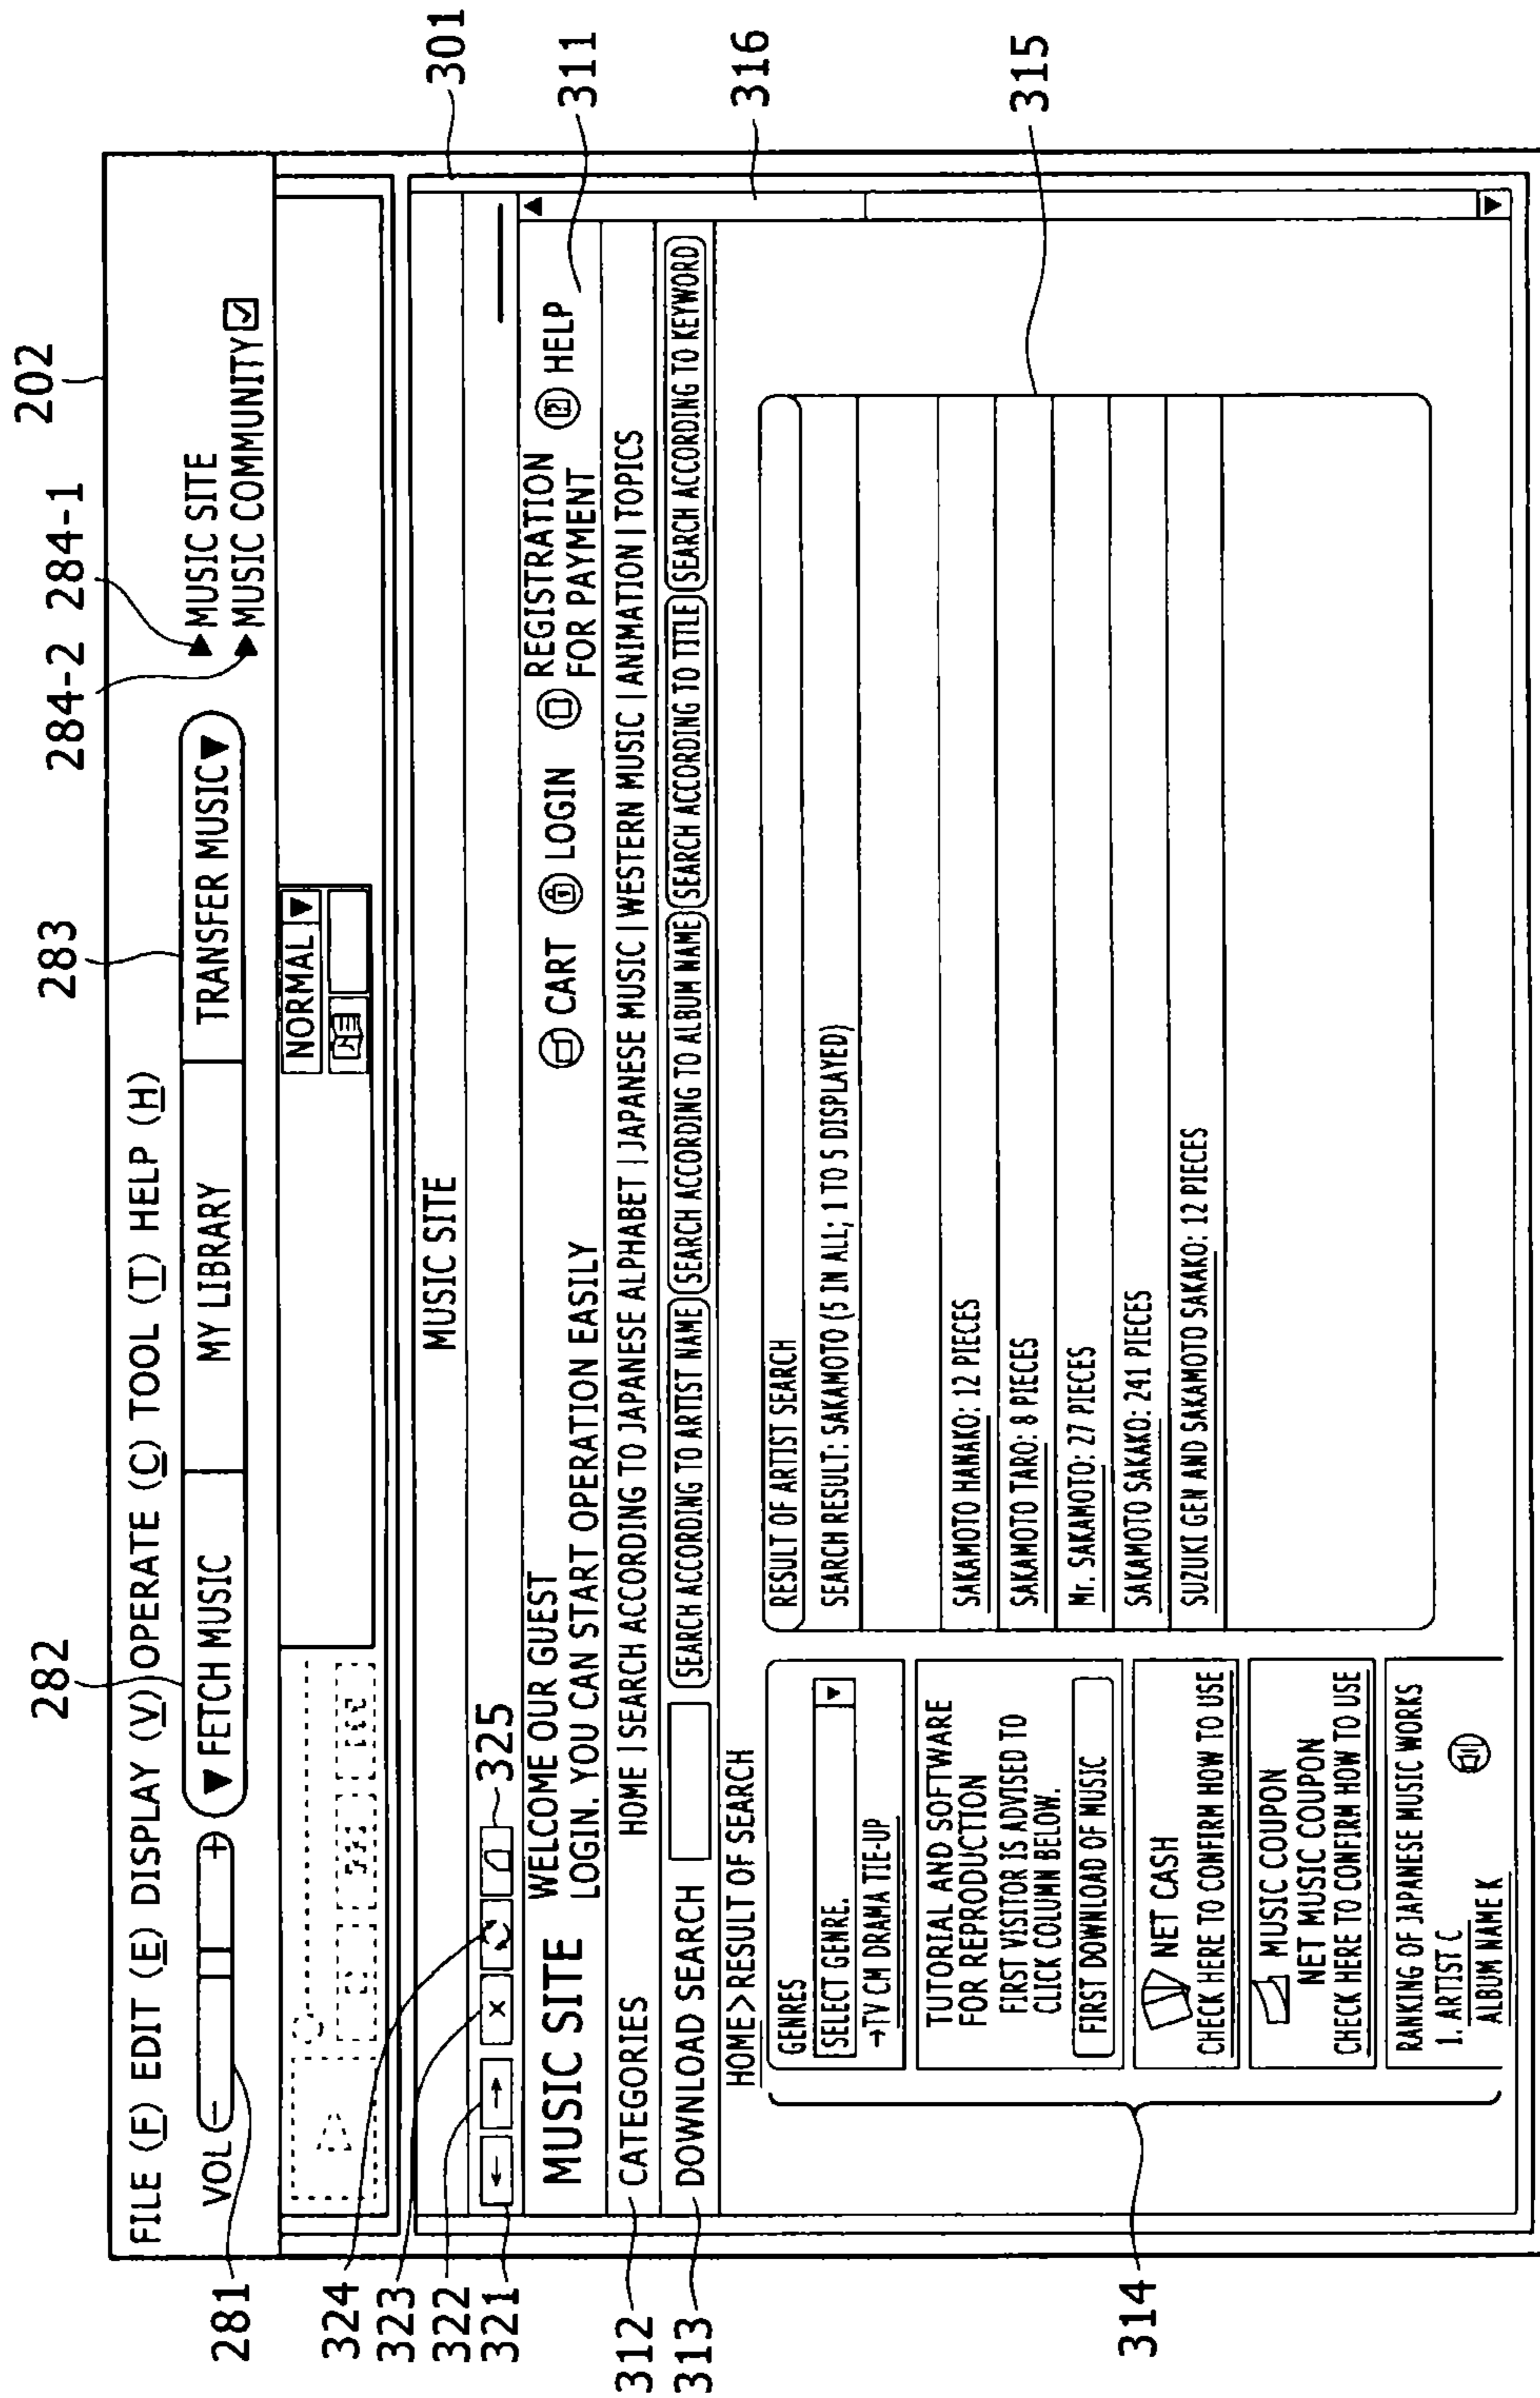 202
FILE (F) EDIT (E) DISPLAY (V) OPERATE (C) TOOL (T) HELP (H)
281
VOL − +
282
▼ FETCH MUSIC
MY LIBRARY
283
TRANSFER MUSIC ▼
284-2
284-1
▶ MUSIC SITE
▶ MUSIC COMMUNITY
NORMAL ▼
301
MUSIC SITE
324
323
322
321
← → ×
325
MUSIC SITE
WELCOME OUR GUEST
LOGIN. YOU CAN START OPERATION EASILY
CART
LOGIN
REGISTRATION
FOR PAYMENT
? HELP
311
312
CATEGORIES
HOME | SEARCH ACCORDING TO JAPANESE ALPHABET | JAPANESE MUSIC | WESTERN MUSIC | ANIMATION | TOPICS
316
313
DOWNLOAD SEARCH
SEARCH ACCORDING TO ARTIST NAME
SEARCH ACCORDING TO ALBUM NAME
SEARCH ACCORDING TO TITLE
SEARCH ACCORDING TO KEYWORD
HOME>RESULT OF SEARCH
314
GENRES
SELECT GENRE. ▼
→TV CM DRAMA TIE-UP
TUTORIAL AND SOFTWARE
FOR REPRODUCTION
FIRST VISITOR IS ADVISED TO
CLICK COLUMN BELOW.
FIRST DOWNLOAD OF MUSIC
NET CASH
CHECK HERE TO CONFIRM HOW TO USE
MUSIC COUPON
NET MUSIC COUPON
CHECK HERE TO CONFIRM HOW TO USE
RANKING OF JAPANESE MUSIC WORKS
1. ARTIST C
ALBUM NAME K
315
RESULT OF ARTIST SEARCH
SEARCH RESULT: SAKAMOTO (5 IN ALL; 1 TO 5 DISPLAYED)
SAKAMOTO HANAKO: 12 PIECES
SAKAMOTO TARO: 8 PIECES
Mr. SAKAMOTO: 27 PIECES
SAKAMOTO SAKAKO: 241 PIECES
SUZUKI GEN AND SAKAMOTO SAKAKO: 12 PIECES